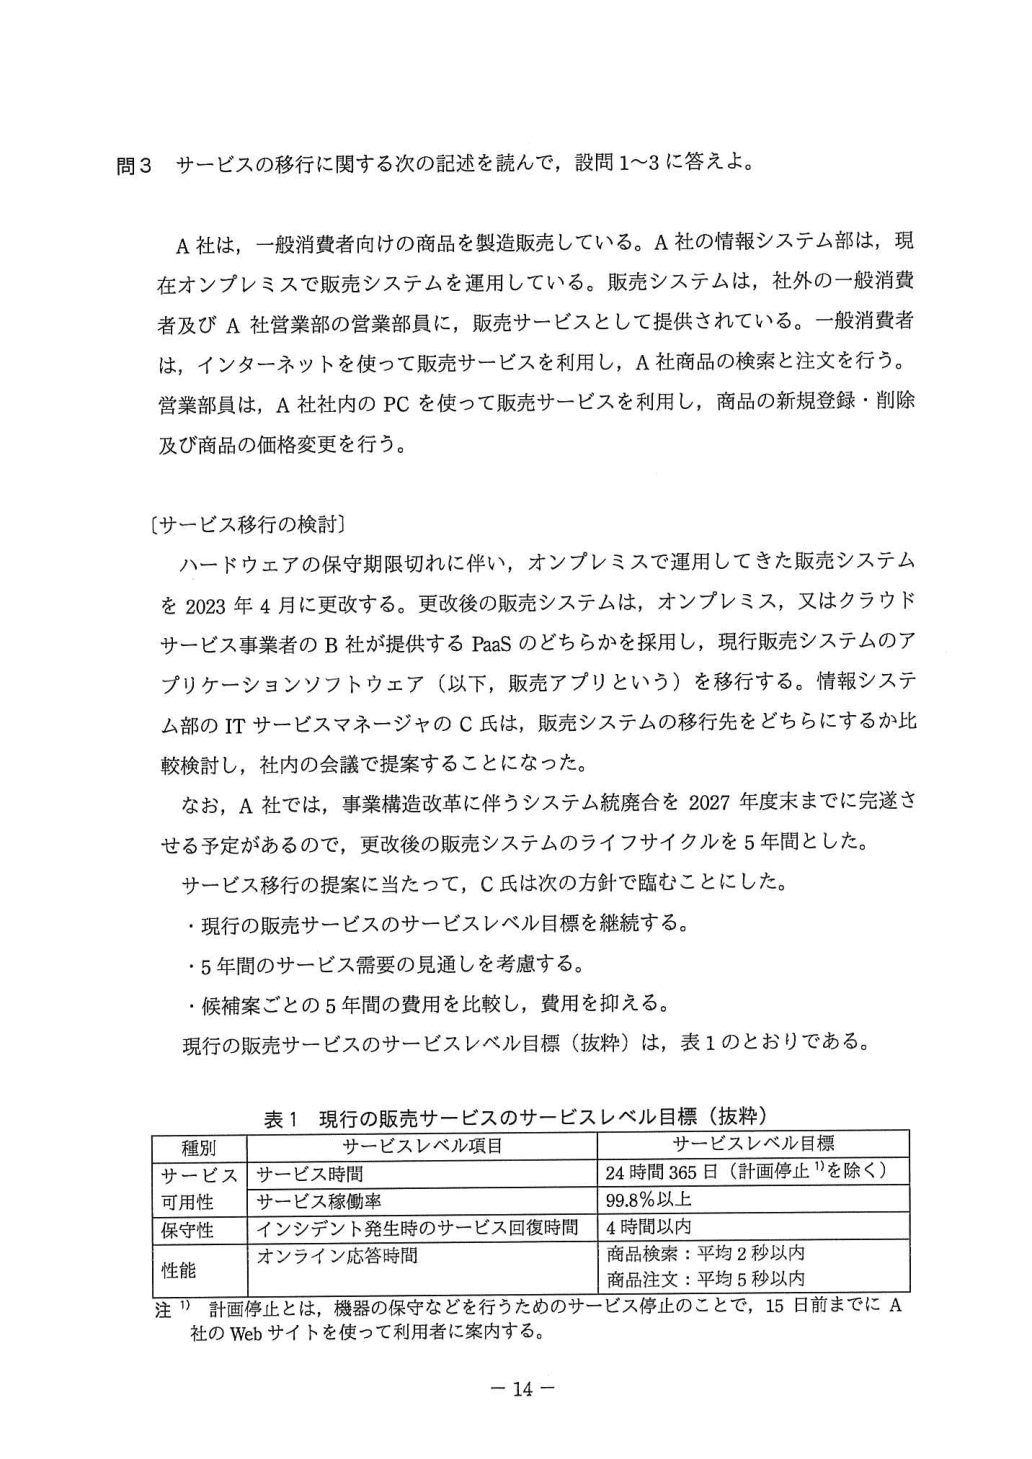 問3 サービスの移行に関する次の記述を読んで，設問1～3に答えよ。
A社は，一般消費者向けの商品を製造販売している。A社の情報システム部は，現
在オンプレミスで販売システムを運用している。販売システムは，社外の一般消費
者及び A 社営業部の営業部員に，販売サービスとして提供されている。一般消費者
は，インターネットを使って販売サービスを利用し，A社商品の検索と注文を行う。
営業部員は，A 社社内の PC を使って販売サービスを利用し，商品の新規登録・削除
及び商品の価格変更を行う。
〔サービス移行の検討〕
ハードウェアの保守期限切れに伴い，オンプレミスで運用してきた販売システム
を 2023 年 4 月に更改する。更改後の販売システムは，オンプレミス，又はクラウド
サービス事業者の B 社が提供する PaaS のどちらかを採用し，現行販売システムのア
プリケーションソフトウェア（以下，販売アプリという）を移行する。情報システ
ム部の IT サービスマネージャの C 氏は，販売システムの移行先をどちらにするか比
較検討し，社内の会議で提案することになった。
なお，A 社では，事業構造改革に伴うシステム統廃合を 2027 年度末までに完遂さ
せる予定があるので，更改後の販売システムのライフサイクルを5年間とした。
サービス移行の提案に当たって，C氏は次の方針で臨むことにした。
・現行の販売サービスのサービスレベル目標を継続する。
・5年間のサービス需要の見通しを考慮する。
・候補案ごとの5年間の費用を比較し，費用を抑える。
現行の販売サービスのサービスレベル目標（抜粋）は，表1のとおりである。
表1 現行の販売サービスのサービスレベル目標（抜粋）
種別 サービスレベル項目 サービスレベル目標
サービス サービス時間 24時間365日（計画停止1)を除く）
可用性 サービス稼働率 99.8%以上
保守性 インシデント発生時のサービス回復時間 4時間以内
性能 オンライン応答時間 商品検索：平均2秒以内
商品注文：平均5秒以内
注1) 計画停止とは，機器の保守などを行うためのサービス停止のことで，15 日前までに A
社のWebサイトを使って利用者に案内する。
－ 14 －